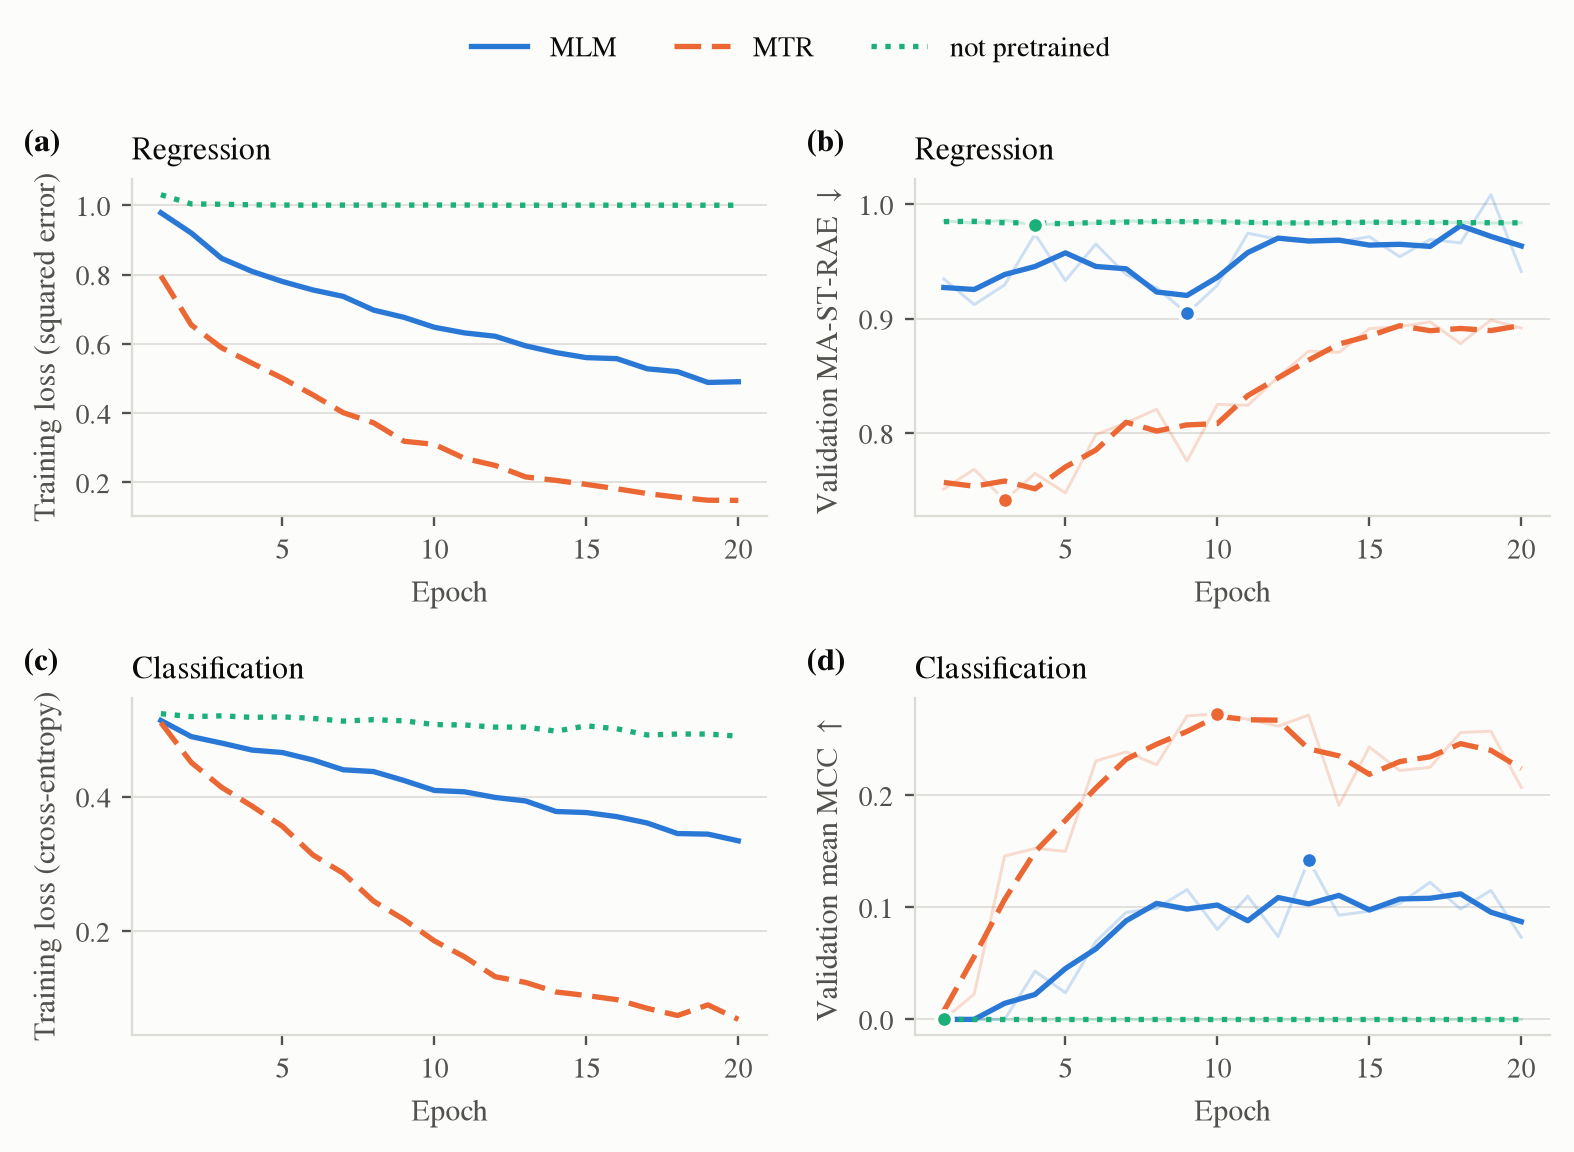 MLM MTR not pretrained
(a) Regression
Training loss (squared error)
1.0
0.8
0.6
0.4
0.2
5 10 15 20
Epoch
(b) Regression
Validation MA-ST-RAE ↓
1.0
0.9
0.8
5 10 15 20
Epoch
(c) Classification
Training loss (cross-entropy)
0.4
0.2
5 10 15 20
Epoch
(d) Classification
Validation mean MCC ↑
0.2
0.1
0.0
5 10 15 20
Epoch